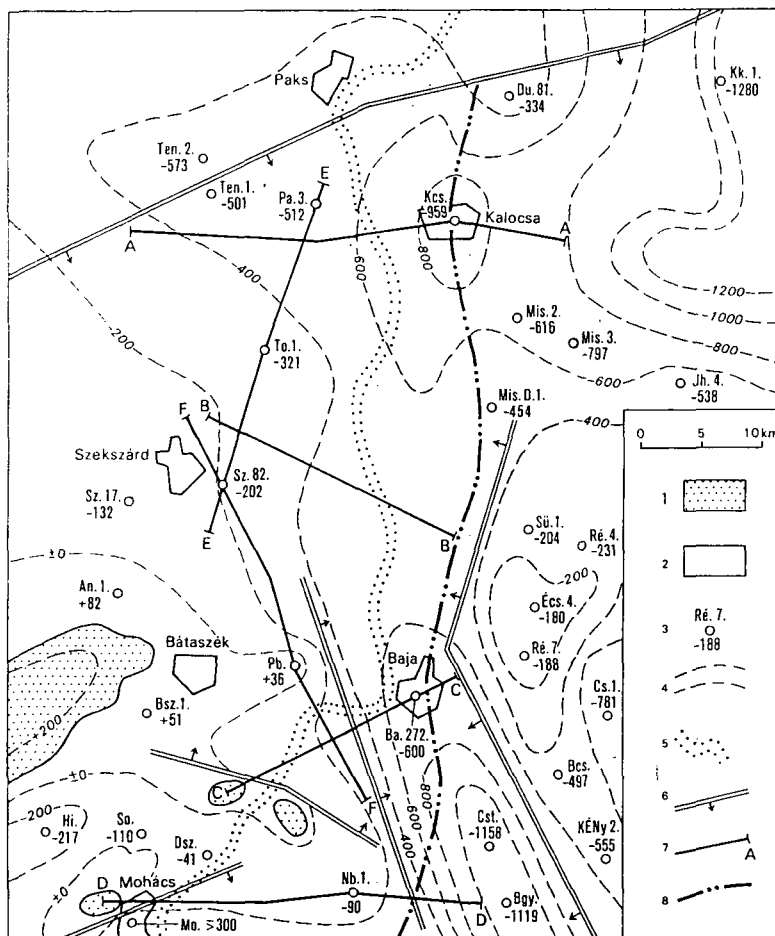 Paks
Du. 81.
-334
Kk. 1.
-1280
Ten. 2.
-573
Ten. 1.
-501
E
Pa. 3.
-512
Kcs.
-959
Kalocsa
A
A
600
800
400
200
-1200
-1000
-800
-600
Mis. 2.
-616
Mis. 3.
-797
To. 1.
-321
Jh. 4.
-538
Mis. D. 1.
-454
-400
F
B
0 5 10 km
Szekszárd
Sz. 82.
-202
Sz. 17.
-132
1
E
B
Sü. 1.
-204
Ré. 4.
-231
2
±0
-200
An. 1.
+82
Écs. 4.
-180
3
Ré. 7.
-188
Bátaszék
Pb.
+36
Baja
Ré. 7.
-188
4
C
+200
Bsz. 1.
+51
Ba. 272.
-600
Cs. 1.
-781
5
±0
C
F
800
Bcs.
-497
6
-200
Hi.
-217
So.
-110
600
Cst.
-1158
KÉNy 2.
-555
7
A
Dsz.
-41
400
±0
D
Mohács
Nb. 1.
-90
D
Bgy.
-1119
8
Mo. >300